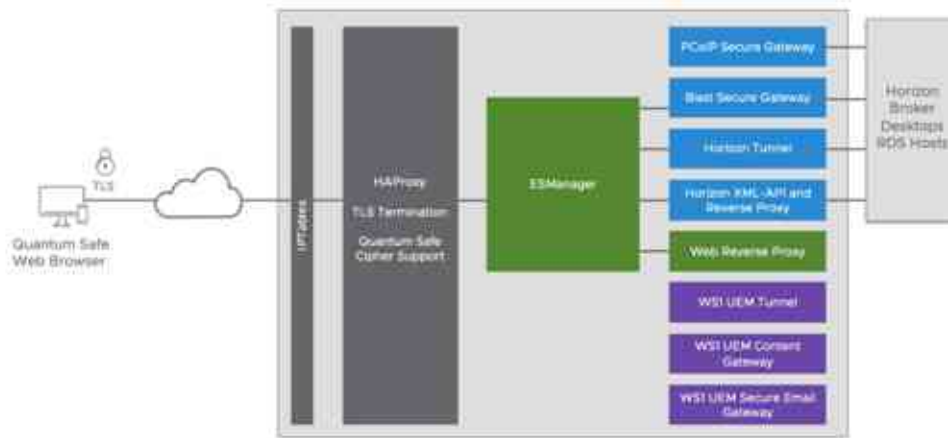 TLS
Quantum Safe
Web Browser
IPTables
HAProxy
TLS Termination
Quantum Safe
Cipher Support
ESManager
PCoIP Secure Gateway
Blast Secure Gateway
Horizon Tunnel
Horizon XML-API and
Reverse Proxy
Web Reverse Proxy
WS1 UEM Tunnel
WS1 UEM Content
Gateway
WS1 UEM Secure Email
Gateway
Horizon
Broker
Desktops
RDS Hosts